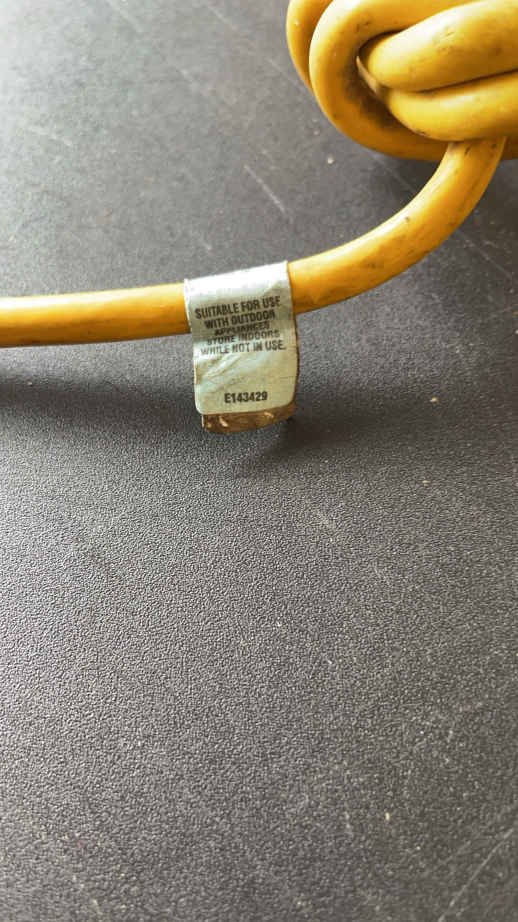 SUITABLE FOR USE
WITH OUTDOOR
APPLIANCES
STORE INDOORS
WHILE NOT IN USE.
E143429